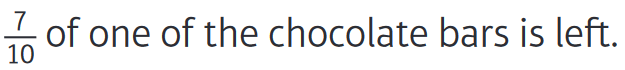 7/10 of one of the chocolate bars is left.